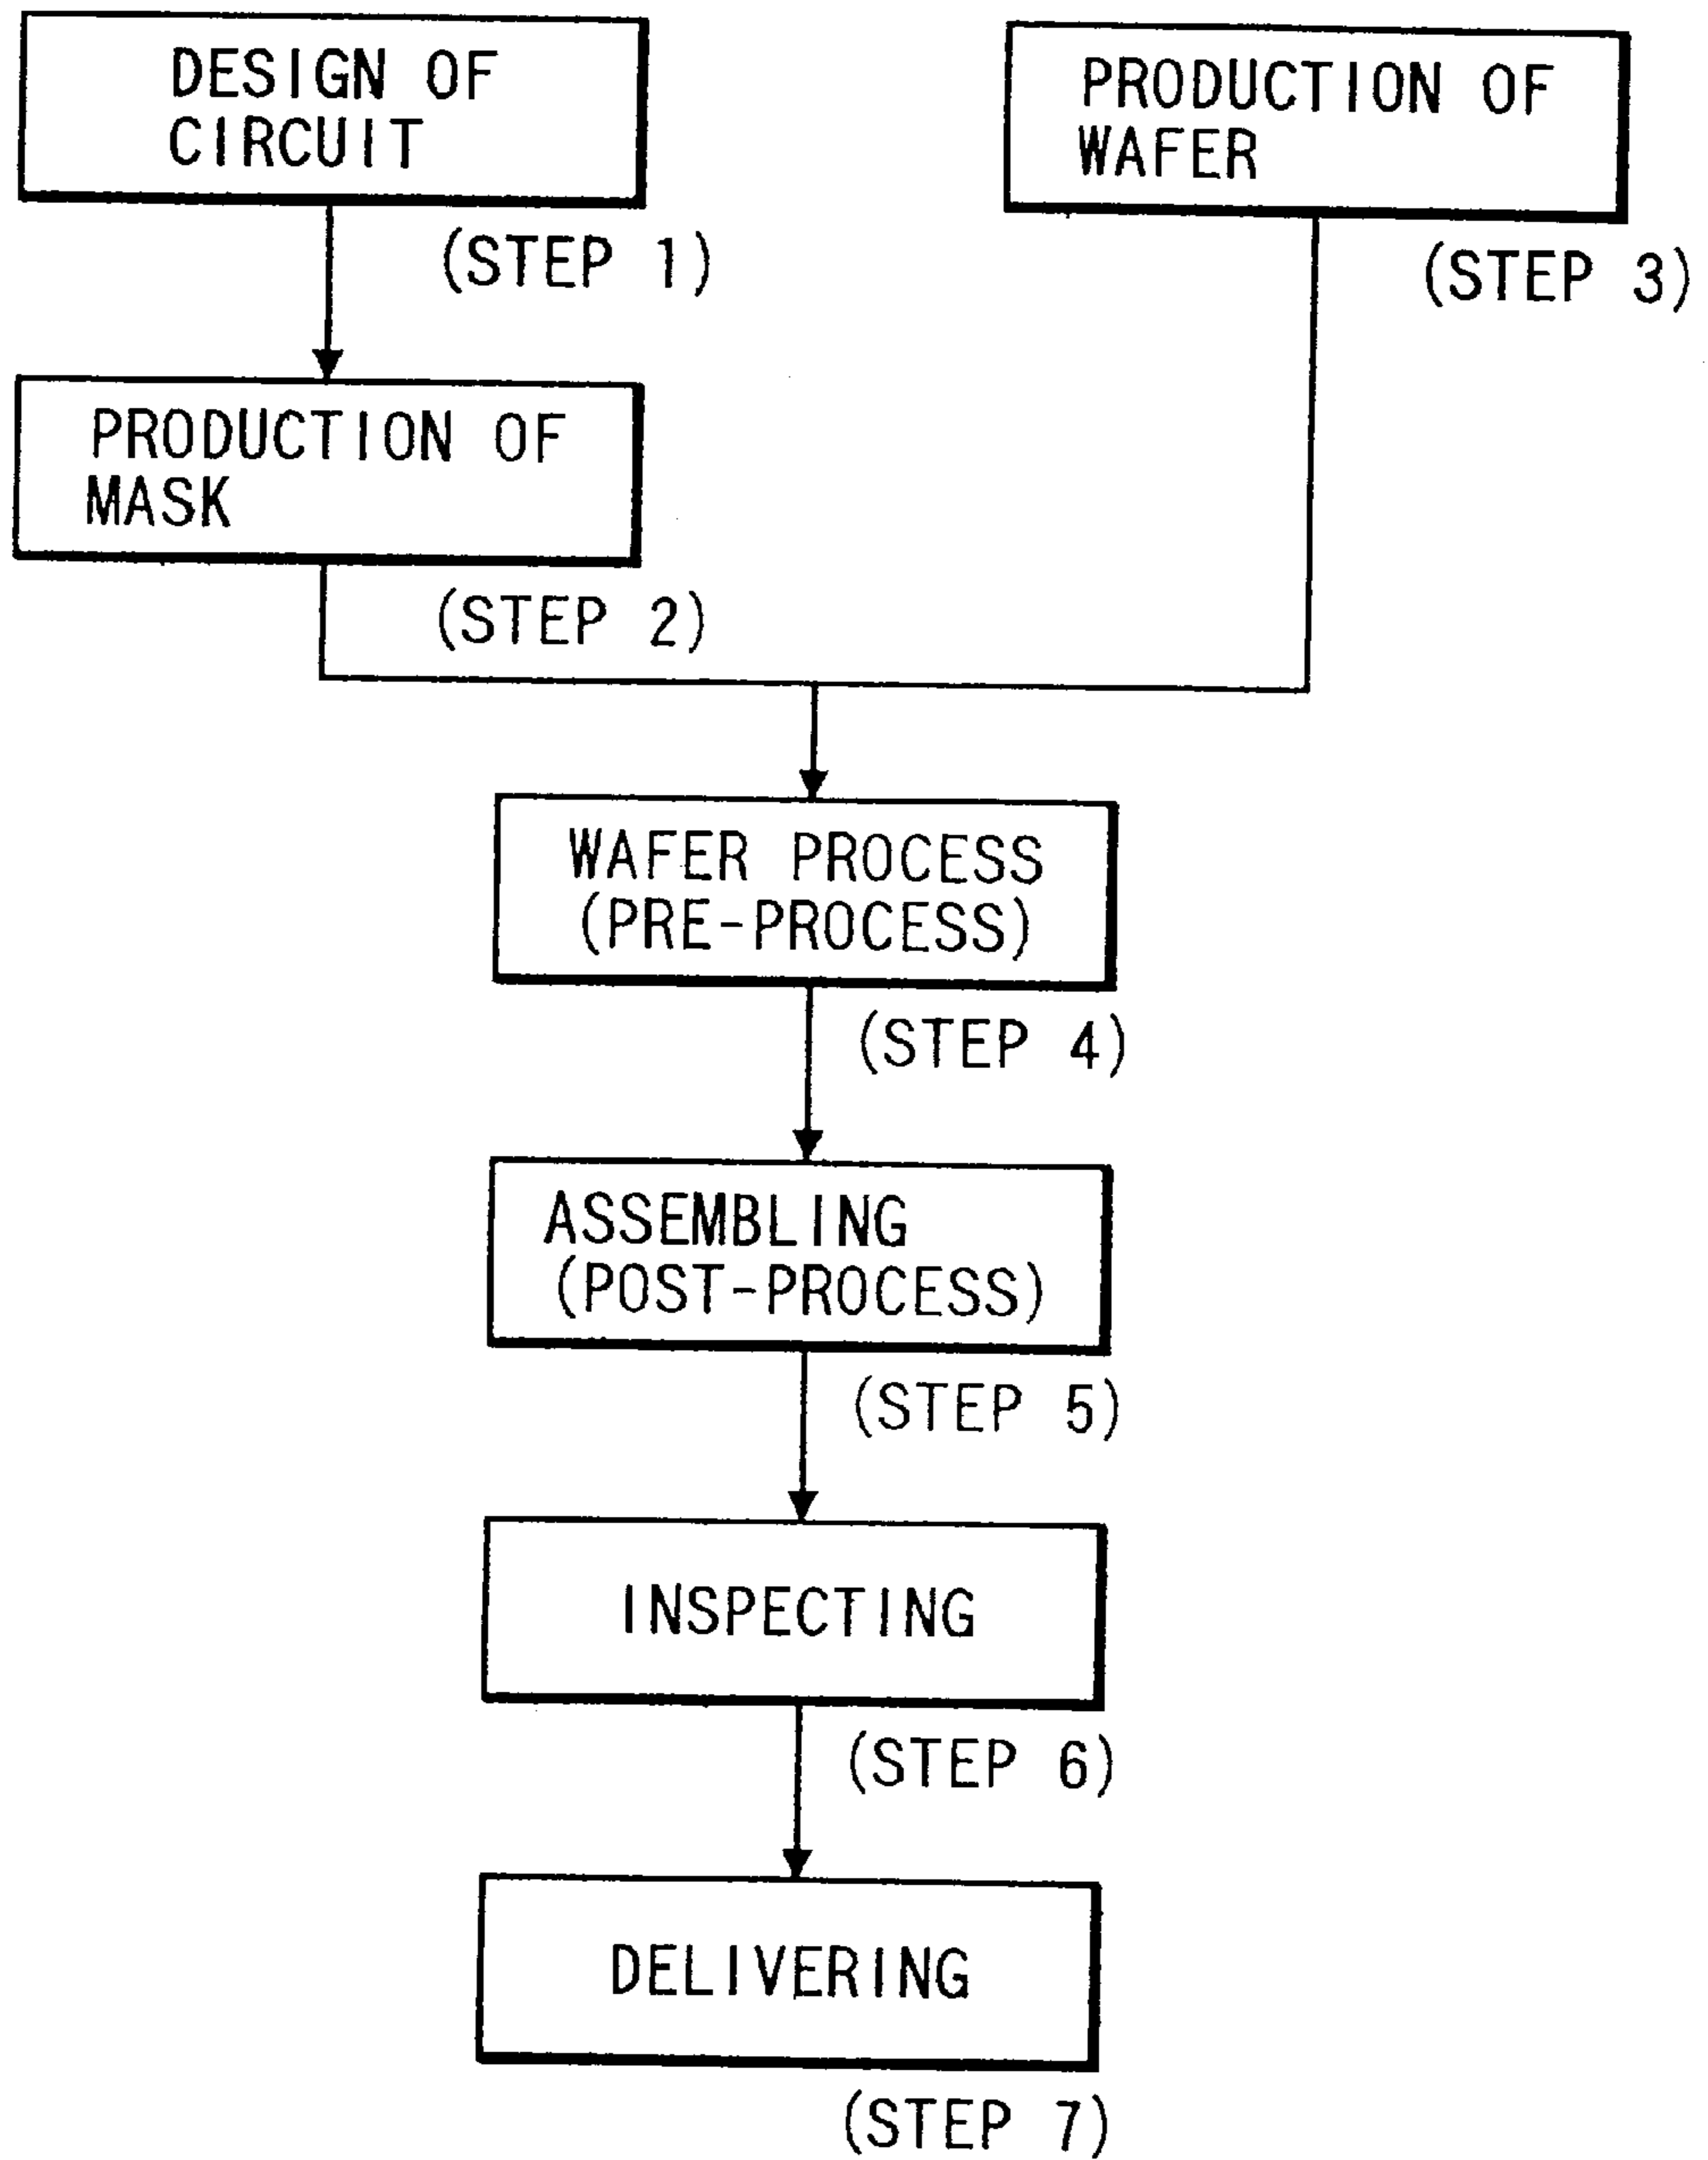 DESIGN OF
CIRCUIT
(STEP 1)
PRODUCTION OF
MASK
(STEP 2)
PRODUCTION OF
WAFER
(STEP 3)
WAFER PROCESS
(PRE-PROCESS)
(STEP 4)
ASSEMBLING
(POST-PROCESS)
(STEP 5)
INSPECTING
(STEP 6)
DELIVERING
(STEP 7)